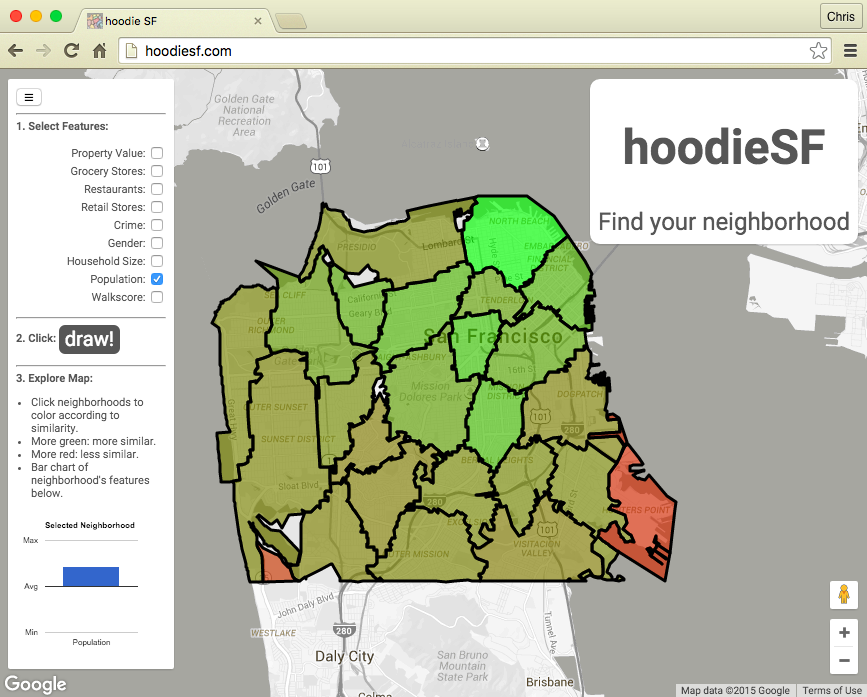 hoodie SF
Chris
hoodiesf.com
1. Select Features:
Property Value:
Grocery Stores:
Restaurants:
Retail Stores:
Crime:
Gender:
Household Size:
Population:
Walkscore:
2. Click: draw!
3. Explore Map:
• Click neighborhoods to
color according to
similarity.
• More green: more similar.
• More red: less similar.
• Bar chart of
neighborhood's features
below.
Selected Neighborhood
Max
Avg
Min
Population
Google
hoodieSF
Find your neighborhood
Golden Gate
National
Recreation
Area
101
Golden Gate
PRESIDIO
Lombard St
Hyde St
NORTH BEACH
EMBARCADERO
FINANCIAL
DISTRICT
SEA CLIFF
California
Geary Blvd
TENDERLOIN
OUTER
RICHMOND
San Francisco
HAIGHT-ASHBURY
16th St
Mission
Dolores Park
MISSION
DISTRICT
DOGPATCH
101
280
Great Hwy
OUTER SUNSET
SUNSET DISTRICT
1
BERNAL HEIGHTS
Sloat Blvd
280
HUNTERS POINT
EXCELSIOR
101
OUTER MISSION
VISITACION
VALLEY
John Daly Blvd
WESTLAKE
280
Daly City
San Bruno
Mountain
State Park
Tunnel Ave
Brisbane
Colma
+
−
Map data ©2015 Google
Terms of Use